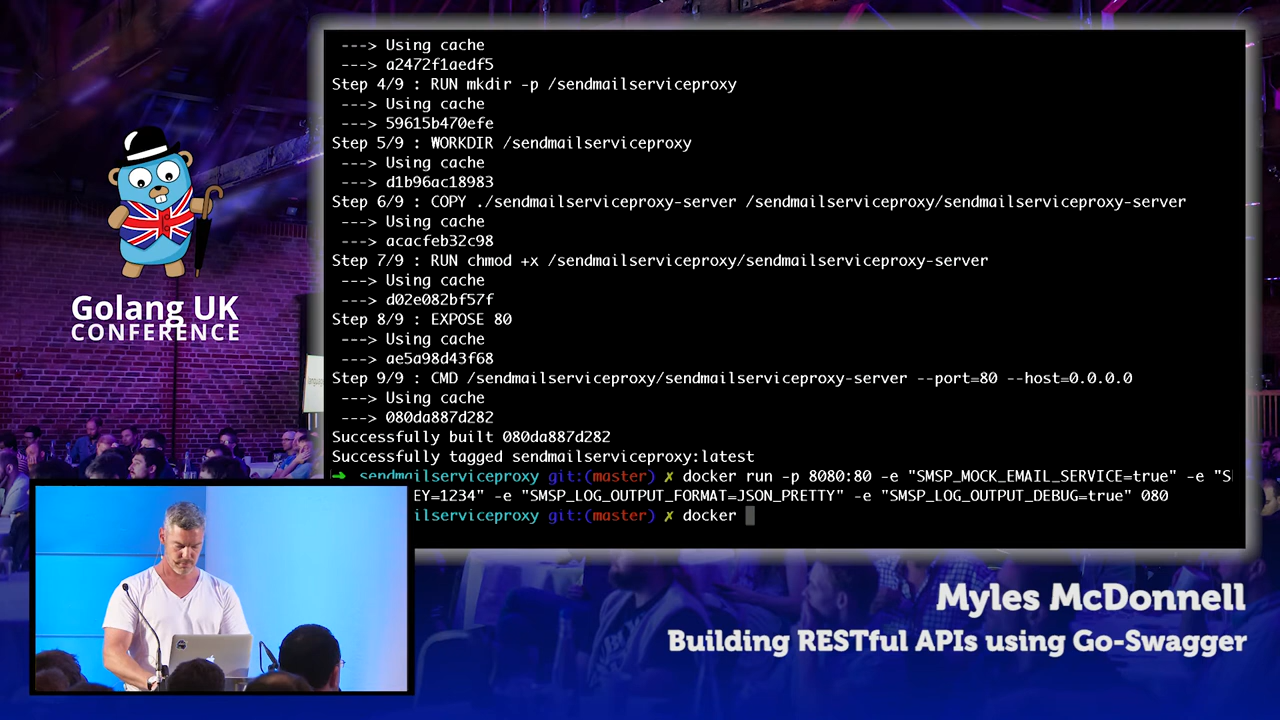 ---> Using cache
---> a2472f1aedf5
Step 4/9 : RUN mkdir -p /sendmailserviceproxy
---> Using cache
---> 59615b470efe
Step 5/9 : WORKDIR /sendmailserviceproxy
---> Using cache
---> d1b96ac18983
Step 6/9 : COPY ./sendmailserviceproxy-server /sendmailserviceproxy/sendmailserviceproxy-server
---> Using cache
---> acacfeb32c98
Step 7/9 : RUN chmod +x /sendmailserviceproxy/sendmailserviceproxy-server
---> Using cache
---> d02e082bf57f
Step 8/9 : EXPOSE 80
---> Using cache
---> ae5a98d43f68
Step 9/9 : CMD /sendmailserviceproxy/sendmailserviceproxy-server --port=80 --host=0.0.0.0
---> Using cache
---> 080da887d282
Successfully built 080da887d282
Successfully tagged sendmailserviceproxy:latest
→ sendmailserviceproxy git:(master) ✗ docker run -p 8080:80 -e "SMSP_MOCK_EMAIL_SERVICE=true" -e "S
EY=1234" -e "SMSP_LOG_OUTPUT_FORMAT=JSON_PRETTY" -e "SMSP_LOG_OUTPUT_DEBUG=true" 080
ilserviceproxy git:(master) ✗ docker
Golang UK
CONFERENCE
Myles McDonnell
Building RESTful APIs using Go-Swagger